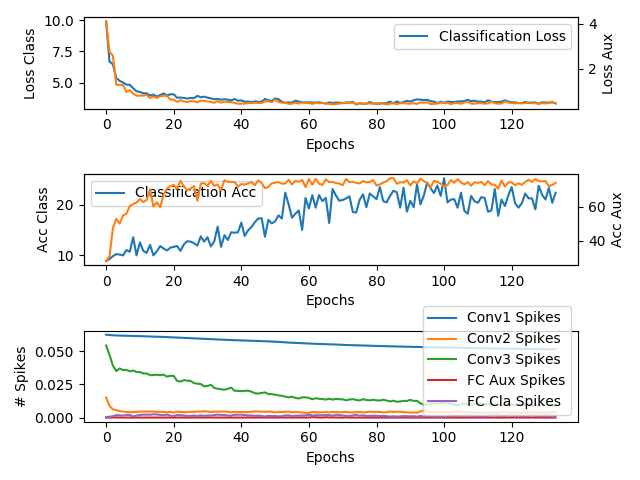 10.0
7.5
5.0
Loss Class
Classification Loss
4
2
Loss Aux
0 20 40 60 80 100 120
Epochs
20
10
Acc Class
Classification Acc
60
40
Acc Aux
0 20 40 60 80 100 120
Epochs
0.050
0.025
0.000
# Spikes
Conv1 Spikes
Conv2 Spikes
Conv3 Spikes
FC Aux Spikes
FC Cla Spikes
0 20 40 60 80 100 120
Epochs